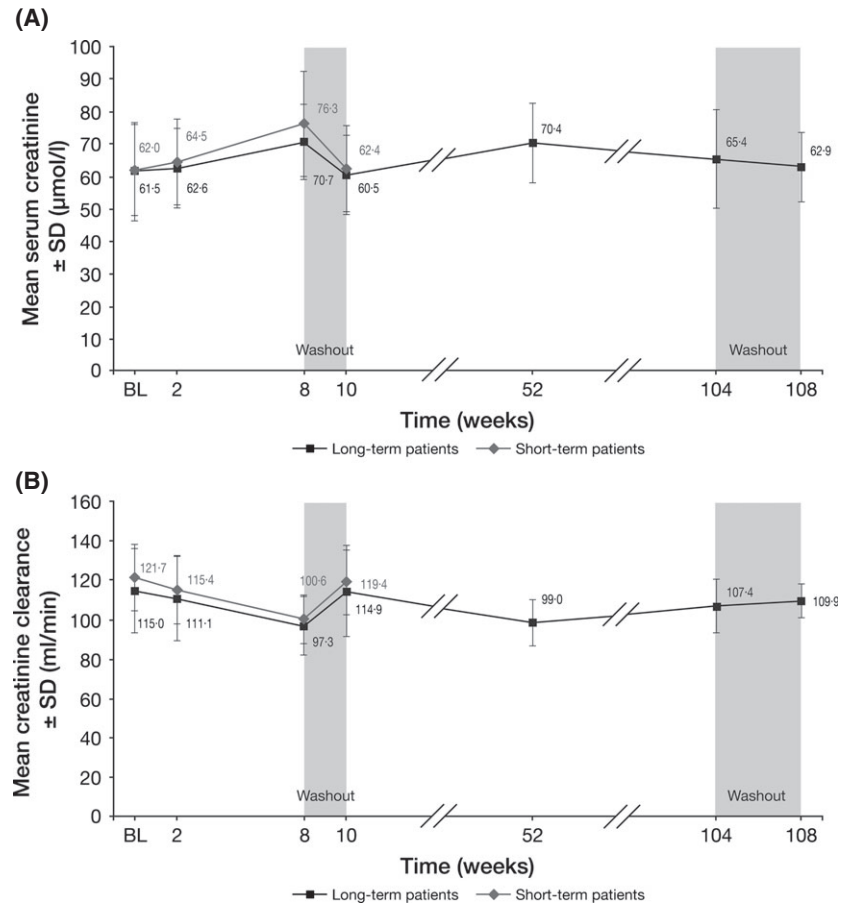 (A)
Mean serum creatinine
± SD (µmol/l)
100
90
80
70
60
50
40
30
20
10
0
62·0
64·5
76·3
62·4
70·4
65·4
62·9
61·5
62·6
70·7
60·5
Washout
Washout
BL 2 8 10 52 104 108
Time (weeks)
Long-term patients Short-term patients
(B)
Mean creatinine clearance
± SD (ml/min)
160
140
120
100
80
60
40
20
0
121·7
115·4
100·6
119·4
99·0
107·4
109·9
115·0
111·1
97·3
114·9
Washout
Washout
BL 2 8 10 52 104 108
Time (weeks)
Long-term patients Short-term patients